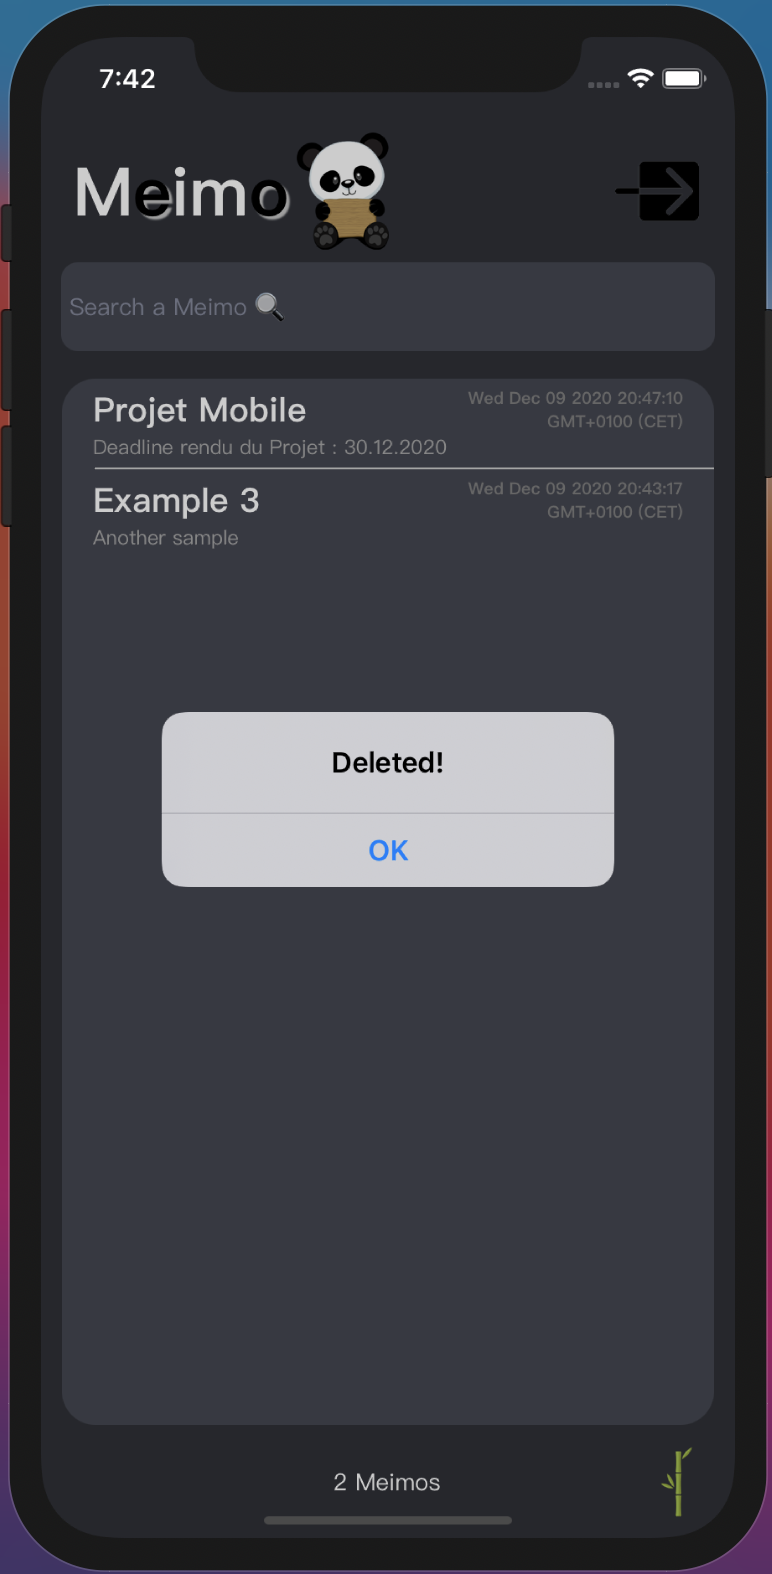 7:42
Meimo
Search a Meimo
Projet Mobile
Wed Dec 09 2020 20:47:10
GMT+0100 (CET)
Deadline rendu du Projet : 30.12.2020
Example 3
Wed Dec 09 2020 20:43:17
GMT+0100 (CET)
Another sample
Deleted!
OK
2 Meimos